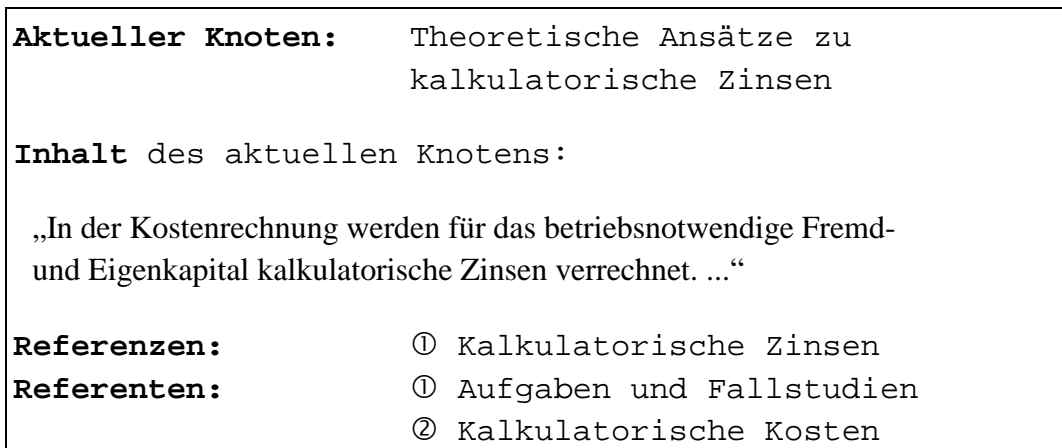 Aktueller Knoten: Theoretische Ansätze zu
kalkulatorische Zinsen
Inhalt des aktuellen Knotens:
„In der Kostenrechnung werden für das betriebsnotwendige Fremd-
und Eigenkapital kalkulatorische Zinsen verrechnet. ...“
Referenzen: ① Kalkulatorische Zinsen
Referenten: ① Aufgaben und Fallstudien
② Kalkulatorische Kosten